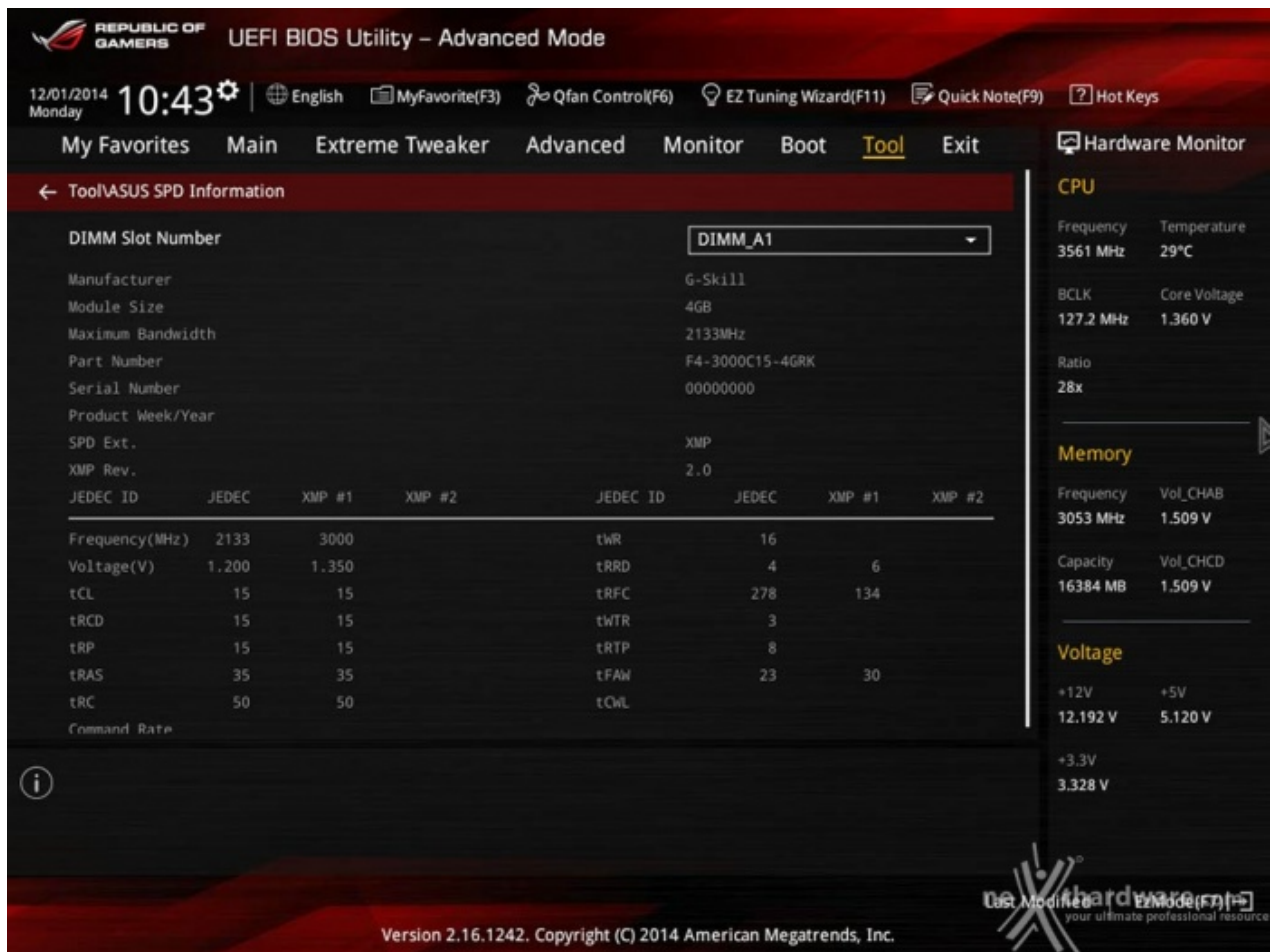 REPUBLIC OF
GAMERS
UEFI BIOS Utility – Advanced Mode
12/01/2014
Monday
10:43
English MyFavorite(F3) Qfan Control(F6) EZ Tuning Wizard(F11) Quick Note(F9) ? Hot Keys
My Favorites Main Extreme Tweaker Advanced Monitor Boot Tool Exit
← Tool\ASUS SPD Information
DIMM Slot Number DIMM_A1
Manufacturer G-Skill
Module Size 4GB
Maximum Bandwidth 2133MHz
Part Number F4-3000C15-4GRK
Serial Number 00000000
Product Week/Year
SPD Ext. XMP
XMP Rev. 2.0
JEDEC ID JEDEC XMP #1 XMP #2 JEDEC ID JEDEC XMP #1 XMP #2
Frequency(MHz) 2133 3000 tWR 16
Voltage(V) 1.200 1.350 tRRD 4 6
tCL 15 15 tRFC 278 134
tRCD 15 15 tWTR 3
tRP 15 15 tRTP 8
tRAS 35 35 tFAW 23 30
tRC 50 50 tCWL
Command Rate
Hardware Monitor
CPU
Frequency Temperature
3561 MHz 29°C
BCLK Core Voltage
127.2 MHz 1.360 V
Ratio
28x
Memory
Frequency Vol_CHAB
3053 MHz 1.509 V
Capacity Vol_CHCD
16384 MB 1.509 V
Voltage
+12V +5V
12.192 V 5.120 V
+3.3V
3.328 V
Last Modified EzMode(F7)
your ultimate professional resource
Version 2.16.1242. Copyright (C) 2014 American Megatrends, Inc.